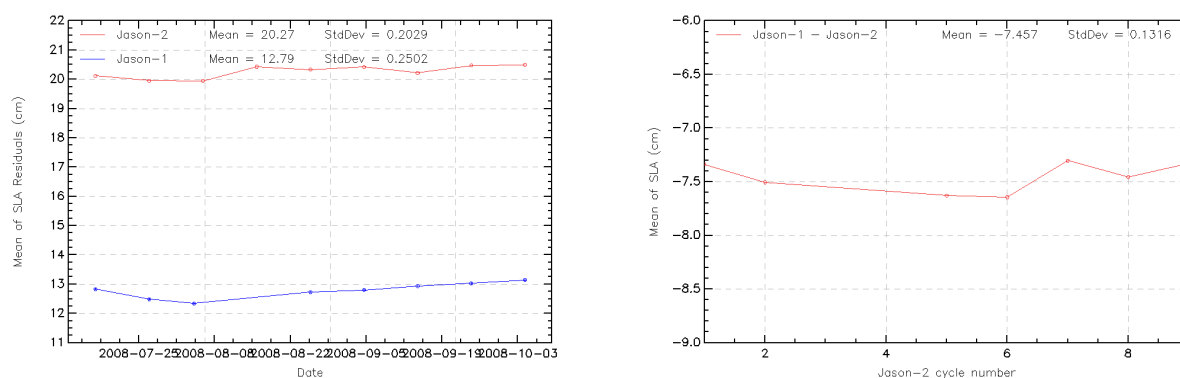 22
21
20
19
18
17
16
15
14
13
12
11
Mean of SLA Residuals (cm)
Jason-2 Mean = 20.27 StdDev = 0.2029
Jason-1 Mean = 12.79 StdDev = 0.2502
2008-07-25 2008-08-08 2008-08-22 2008-09-05 2008-09-19 2008-10-03
Date
-6.0
-6.5
-7.0
-7.5
-8.0
-8.5
-9.0
Mean of SLA (cm)
Jason-1 - Jason-2 Mean = -7.457 StdDev = 0.1316
2 4 6 8
Jason-2 cycle number